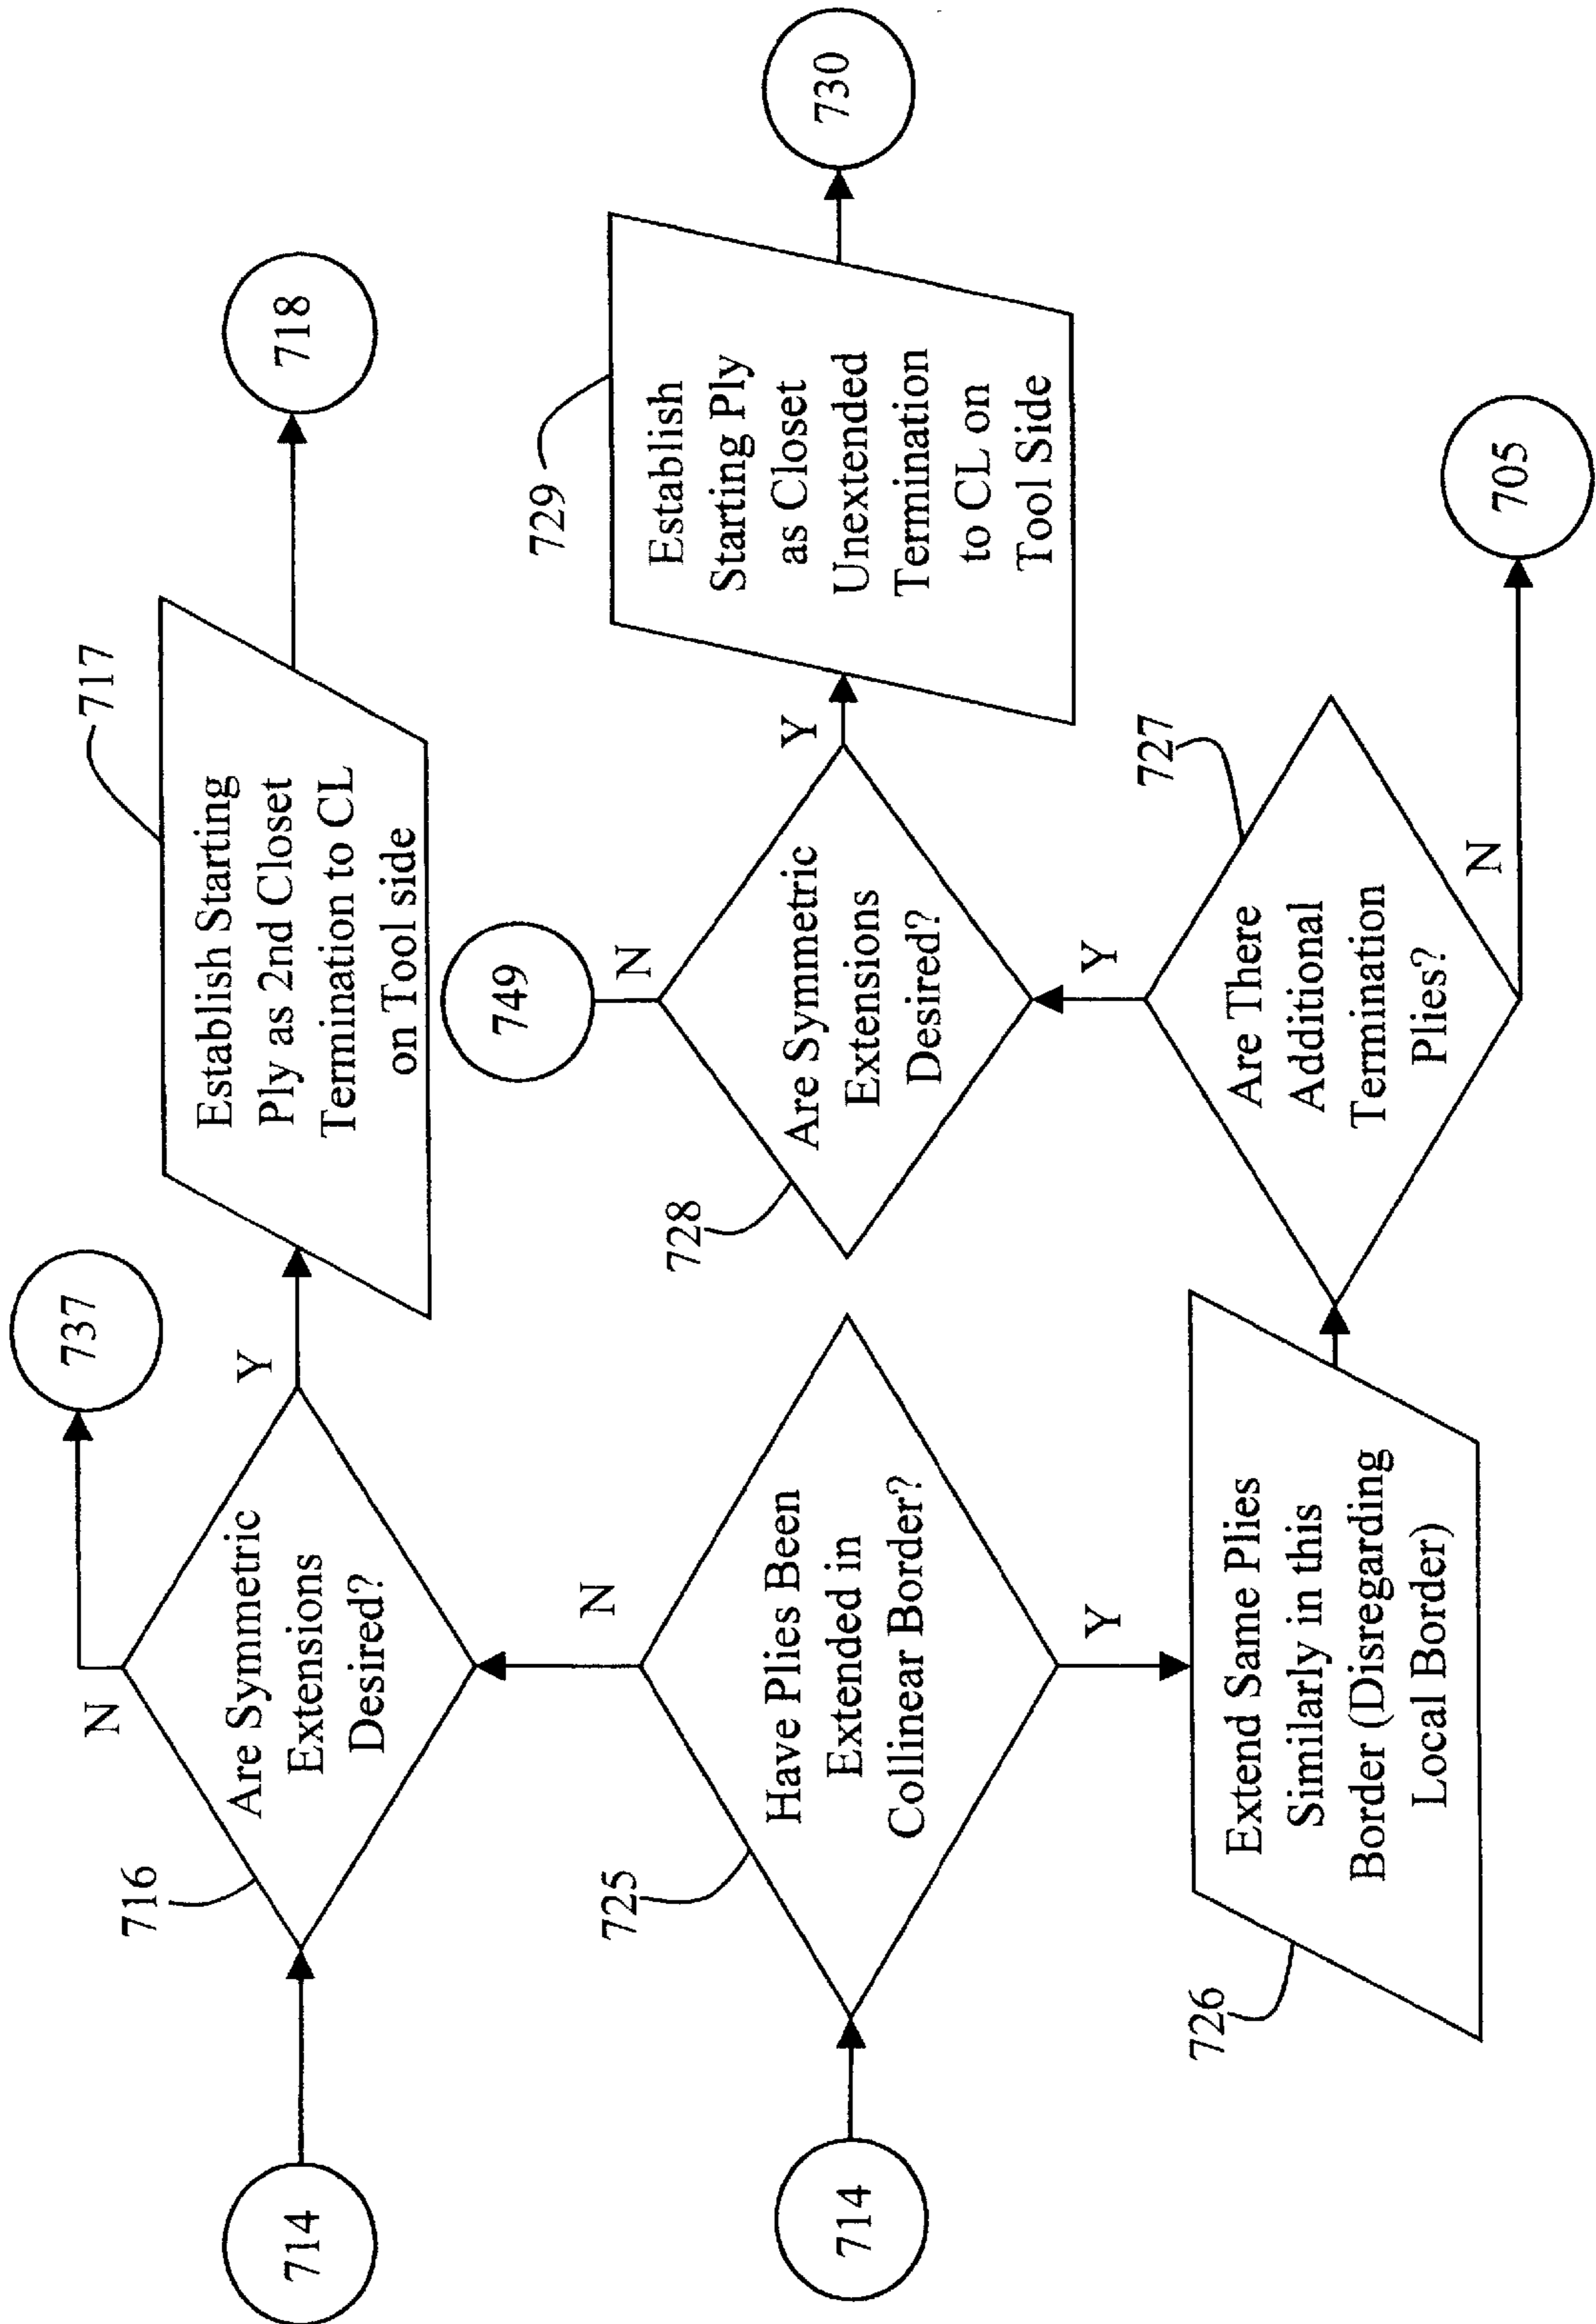 714
716
Are Symmetric
Extensions
Desired?
N
737
Y
717
Establish Starting
Ply as 2nd Closet
Termination to CL
on Tool side
718
714
725
Have Plies Been
Extended in
Collinear Border?
N
Y
726
Extend Same Plies
Similarly in this
Border (Disregarding
Local Border)
727
Are There
Additional
Termination
Plies?
Y
N
705
728
Are Symmetric
Extensions
Desired?
N
749
Y
729
Establish
Starting Ply
as Closet
Unextended
Termination
to CL on
Tool Side
730